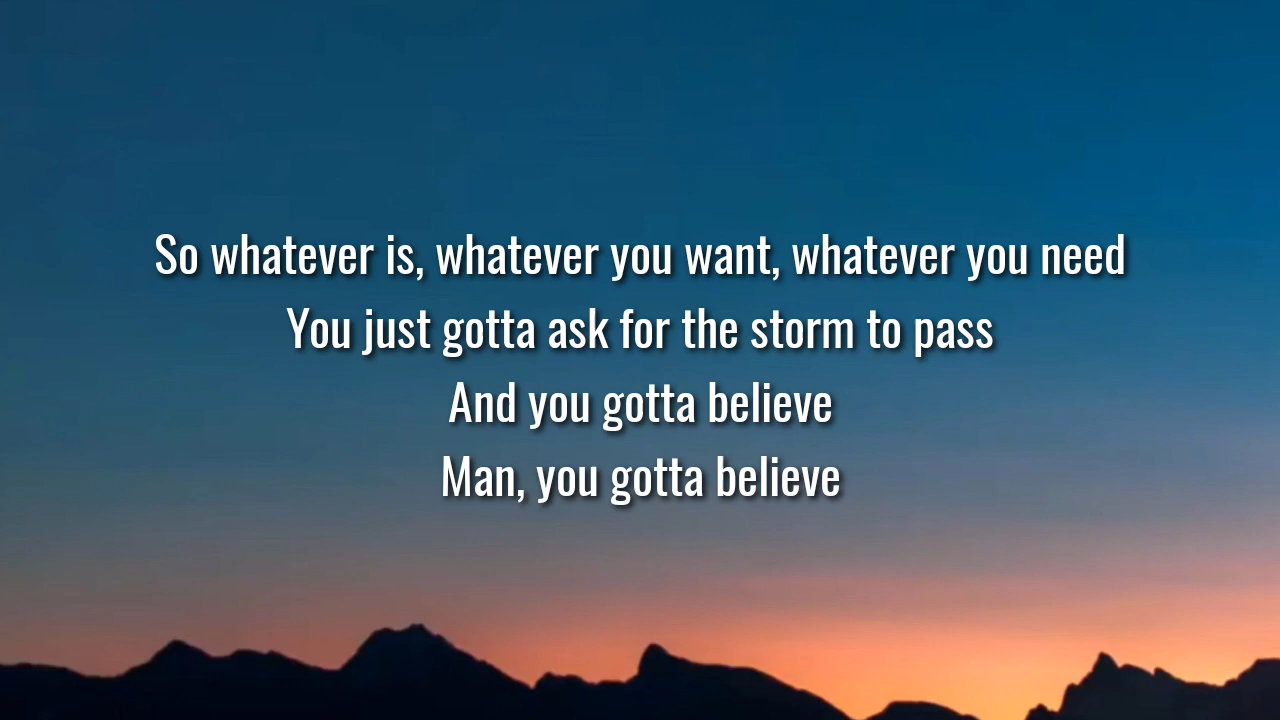 So whatever is, whatever you want, whatever you need
You just gotta ask for the storm to pass
And you gotta believe
Man, you gotta believe